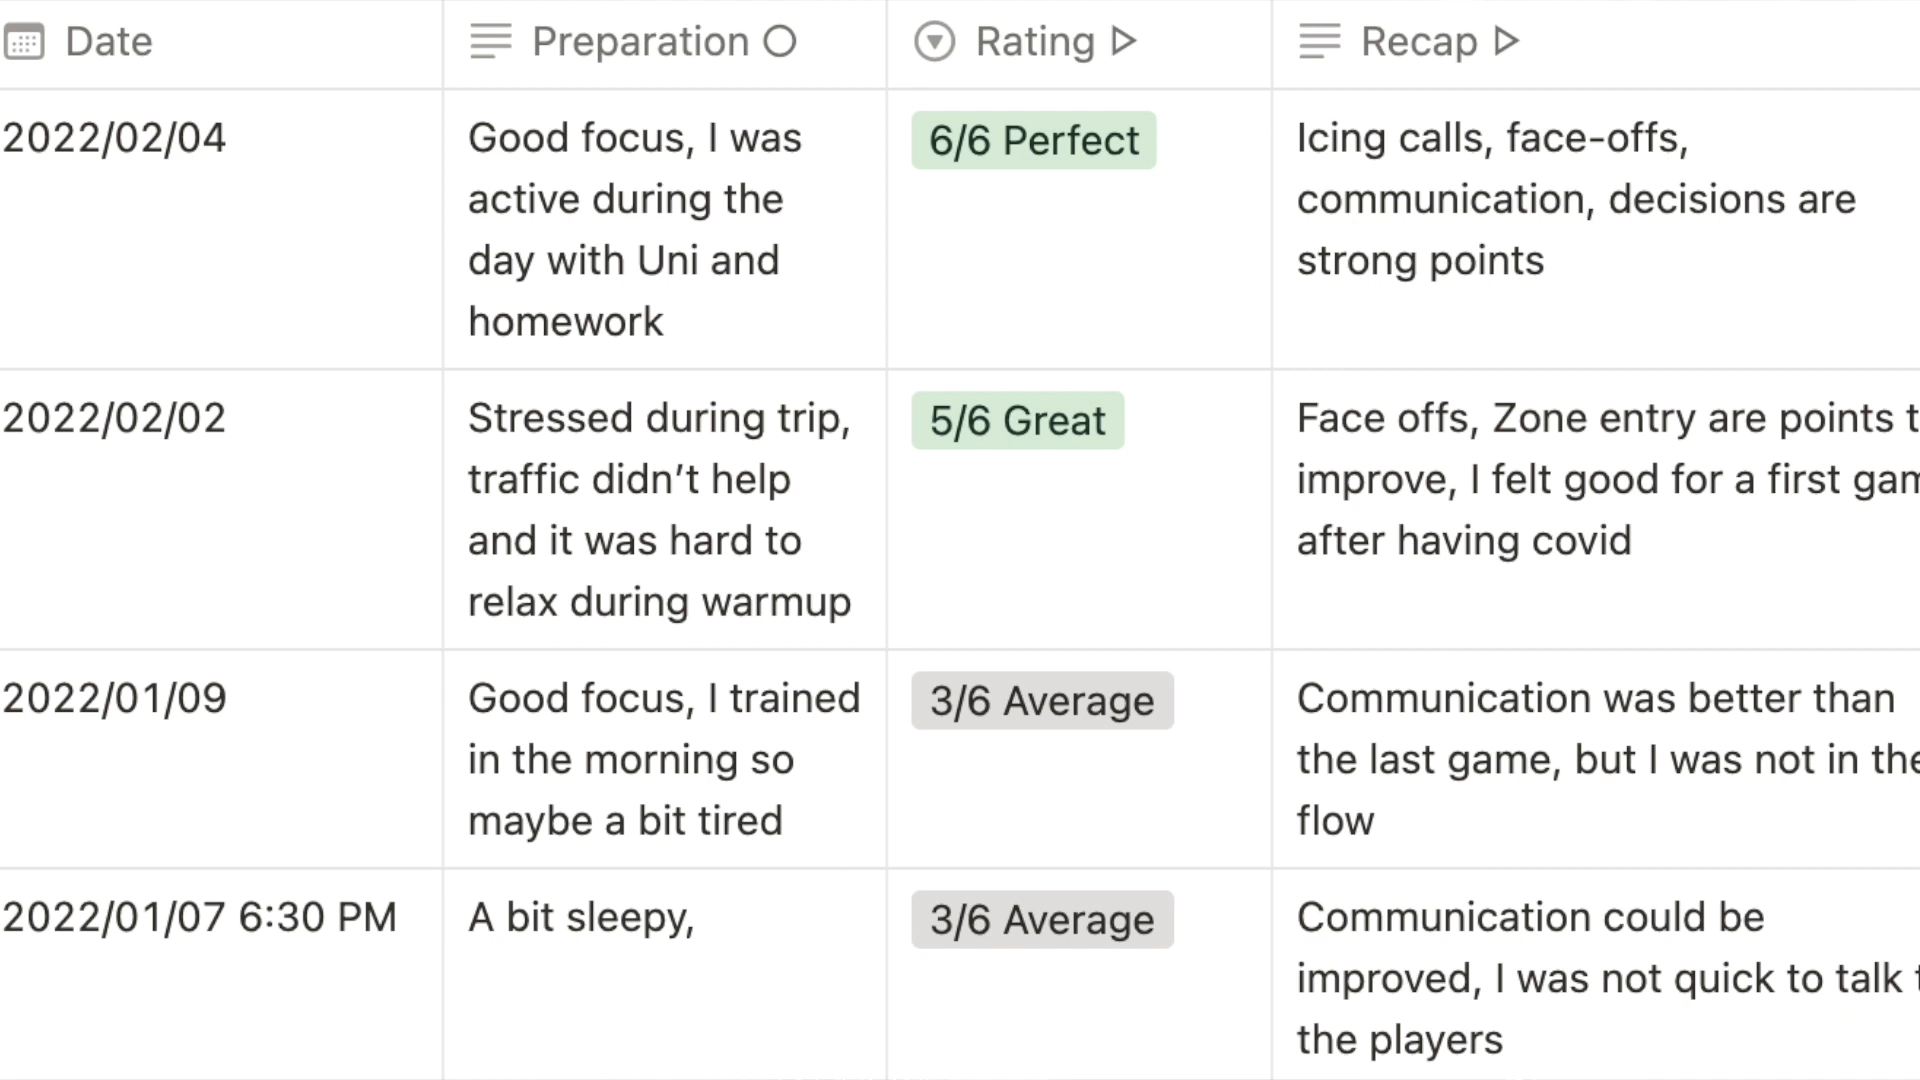 Date Preparation Rating Recap
2022/02/04
Good focus, I was
active during the
day with Uni and
homework
6/6 Perfect
Icing calls, face-offs,
communication, decisions are
strong points
2022/02/02
Stressed during trip,
traffic didn’t help
and it was hard to
relax during warmup
5/6 Great
Face offs, Zone entry are points
improve, I felt good for a first
after having covid
2022/01/09
Good focus, I trained
in the morning so
maybe a bit tired
3/6 Average
Communication was better than
the last game, but I was not in
flow
2022/01/07 6:30 PM
A bit sleepy,
3/6 Average
Communication could be
improved, I was not quick to talk
the players